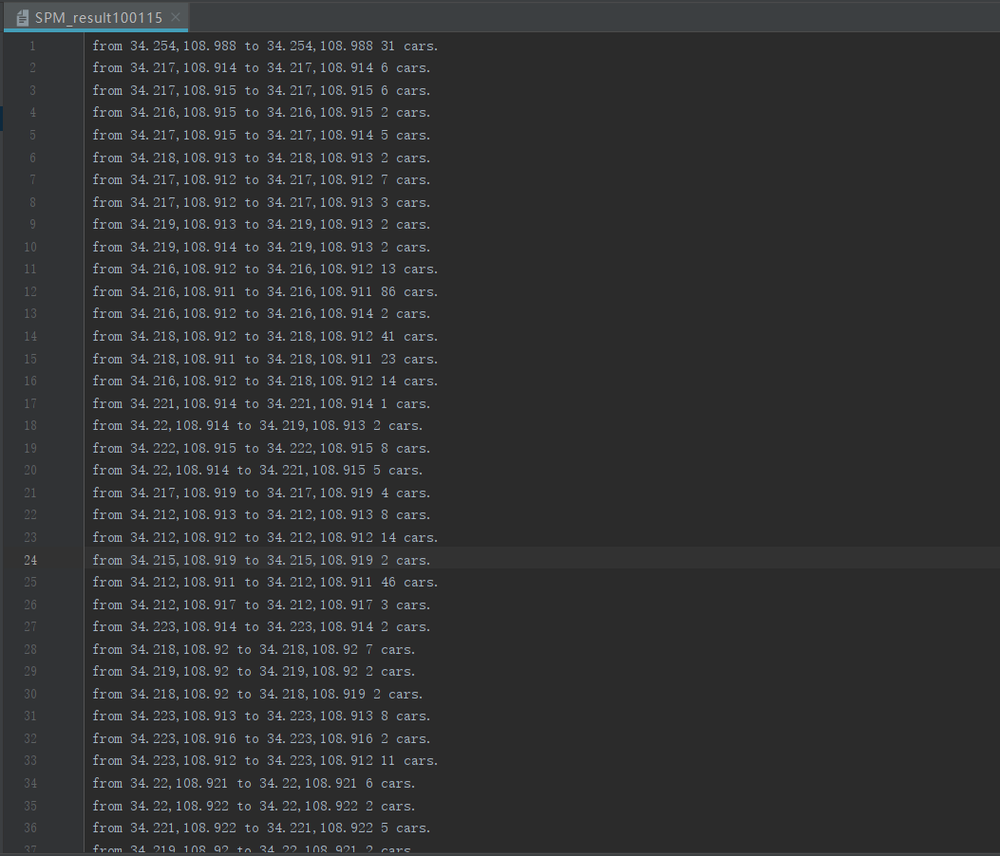 SPM_result100115
1 from 34.254,108.988 to 34.254,108.988 31 cars.
2 from 34.217,108.914 to 34.217,108.914 6 cars.
3 from 34.217,108.915 to 34.217,108.915 6 cars.
4 from 34.216,108.915 to 34.216,108.915 2 cars.
5 from 34.217,108.915 to 34.217,108.914 5 cars.
6 from 34.218,108.913 to 34.218,108.913 2 cars.
7 from 34.217,108.912 to 34.217,108.912 7 cars.
8 from 34.217,108.912 to 34.217,108.913 3 cars.
9 from 34.219,108.913 to 34.219,108.913 2 cars.
10 from 34.219,108.914 to 34.219,108.913 2 cars.
11 from 34.216,108.912 to 34.216,108.912 13 cars.
12 from 34.216,108.911 to 34.216,108.911 86 cars.
13 from 34.216,108.912 to 34.216,108.914 2 cars.
14 from 34.218,108.912 to 34.218,108.912 41 cars.
15 from 34.218,108.911 to 34.218,108.911 23 cars.
16 from 34.216,108.912 to 34.218,108.912 14 cars.
17 from 34.221,108.914 to 34.221,108.914 1 cars.
18 from 34.22,108.914 to 34.219,108.913 2 cars.
19 from 34.222,108.915 to 34.222,108.915 8 cars.
20 from 34.22,108.914 to 34.221,108.915 5 cars.
21 from 34.217,108.919 to 34.217,108.919 4 cars.
22 from 34.212,108.913 to 34.212,108.913 8 cars.
23 from 34.212,108.912 to 34.212,108.912 14 cars.
24 from 34.215,108.919 to 34.215,108.919 2 cars.
25 from 34.212,108.911 to 34.212,108.911 46 cars.
26 from 34.212,108.917 to 34.212,108.917 3 cars.
27 from 34.223,108.914 to 34.223,108.914 2 cars.
28 from 34.218,108.92 to 34.218,108.92 7 cars.
29 from 34.219,108.92 to 34.219,108.92 2 cars.
30 from 34.218,108.92 to 34.218,108.919 2 cars.
31 from 34.223,108.913 to 34.223,108.913 8 cars.
32 from 34.223,108.916 to 34.223,108.916 2 cars.
33 from 34.223,108.912 to 34.223,108.912 11 cars.
34 from 34.22,108.921 to 34.22,108.921 6 cars.
35 from 34.22,108.922 to 34.22,108.922 2 cars.
36 from 34.221,108.922 to 34.221,108.922 5 cars.
37 from 34.219,108.92 to 34.22,108.921 2 cars.